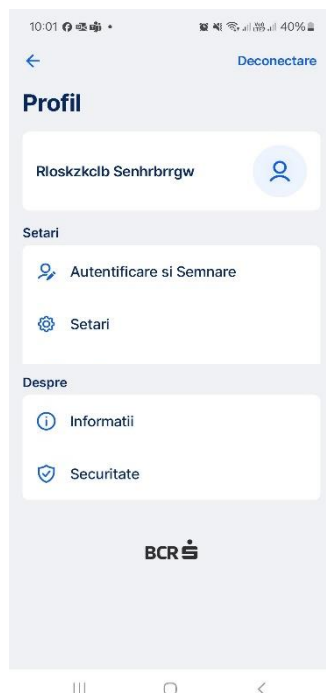 10:01
40%
Deconectare
Profil
Rloskzkclb Senhrbrrgw
Setari
Autentificare si Semnare
Setari
Despre
Informatii
Securitate
BCR